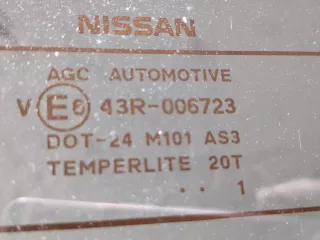 NISSAN
AGC AUTOMOTIVE
V E6 43R-006723
DOT-24 M101 AS3
TEMPERLITE 20T
. . 1